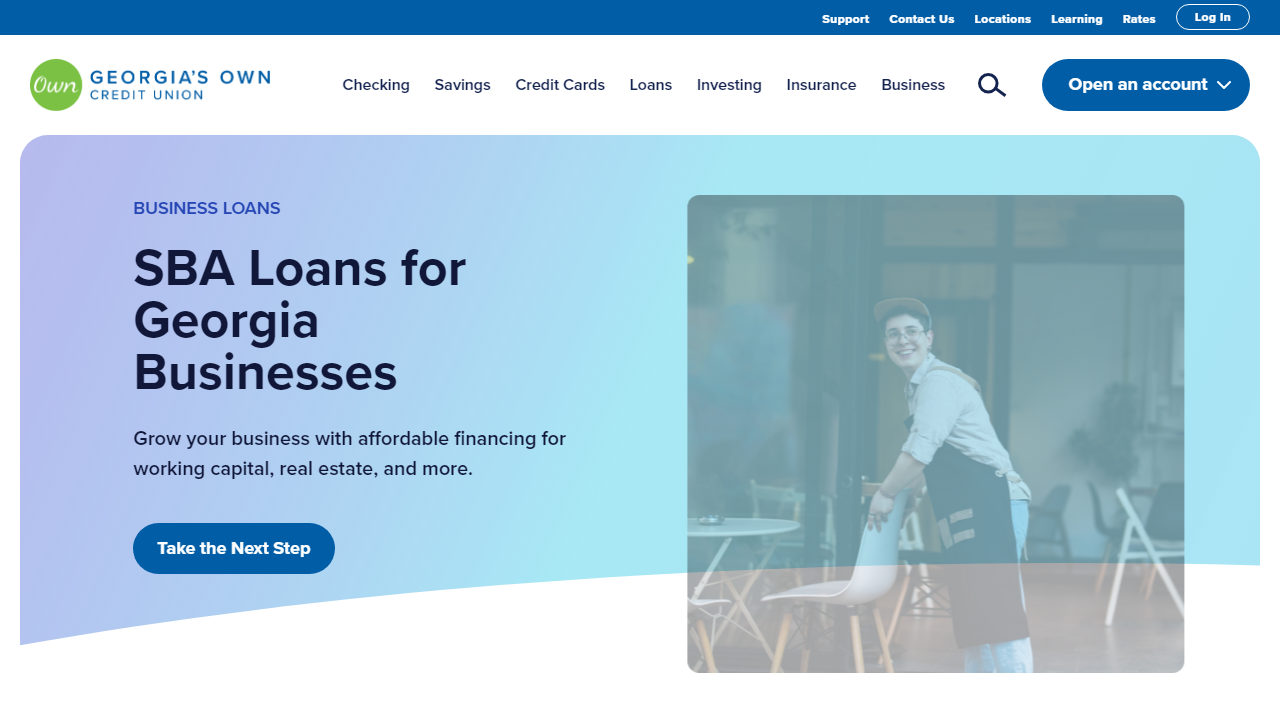 Support Contact Us Locations Learning Rates Log In
Own GEORGIA'S OWN
CREDIT UNION
Checking Savings Credit Cards Loans Investing Insurance Business Open an account
BUSINESS LOANS
SBA Loans for
Georgia
Businesses
Grow your business with affordable financing for
working capital, real estate, and more.
Take the Next Step